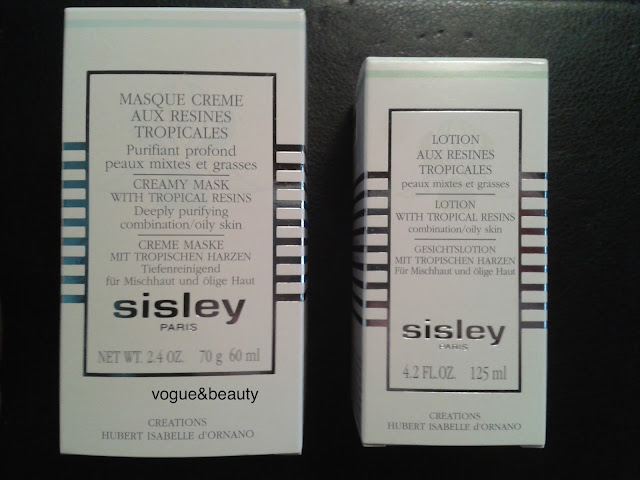 MASQUE CREME
AUX RESINES
TROPICALES
Purifiant profond
peaux mixtes et grasses
CREAMY MASK
WITH TROPICAL RESINS
Deeply purifying
combination/oily skin
CREME MASKE
MIT TROPISCHEN HARZEN
Tiefenreinigend
für Mischhaut und ölige Haut
sisley
PARIS
NET WT. 2.4 OZ. 70 g 60 ml
vogue&beauty
CREATIONS
HUBERT ISABELLE d'ORNANO
LOTION
AUX RESINES
TROPICALES
peaux mixtes et grasses
LOTION
WITH TROPICAL RESINS
combination/oily skin
GESICHTSLOTION
MIT TROPISCHEN HARZEN
Für Mischhaut und ölige Haut
sisley
PARIS
4.2 FL.OZ. 125 ml
CREATIONS
HUBERT ISABELLE d'ORNANO